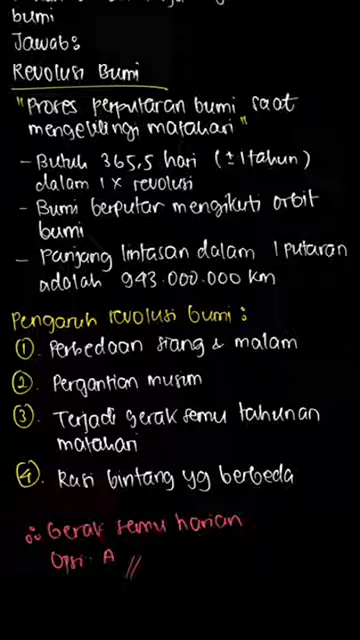 bumi
Jawab:
Revolusi Bumi
"Proses perputaran bumi saat
mengelilingi matahari"
- Butuh 365,5 hari (± 1 tahun)
dalam 1x revolusi
- Bumi berputar mengikuti orbit
bumi
- Panjang lintasan dalam 1 putaran
adalah 943.000.000 km
Pengaruh revolusi bumi:
①. Perbedaan siang & malam
②. Pergantian musim
③. Terjadi gerak semu tahunan
matahari
④. Rasi bintang yg berbeda
∴ Gerak semu harian
Opsi. A //